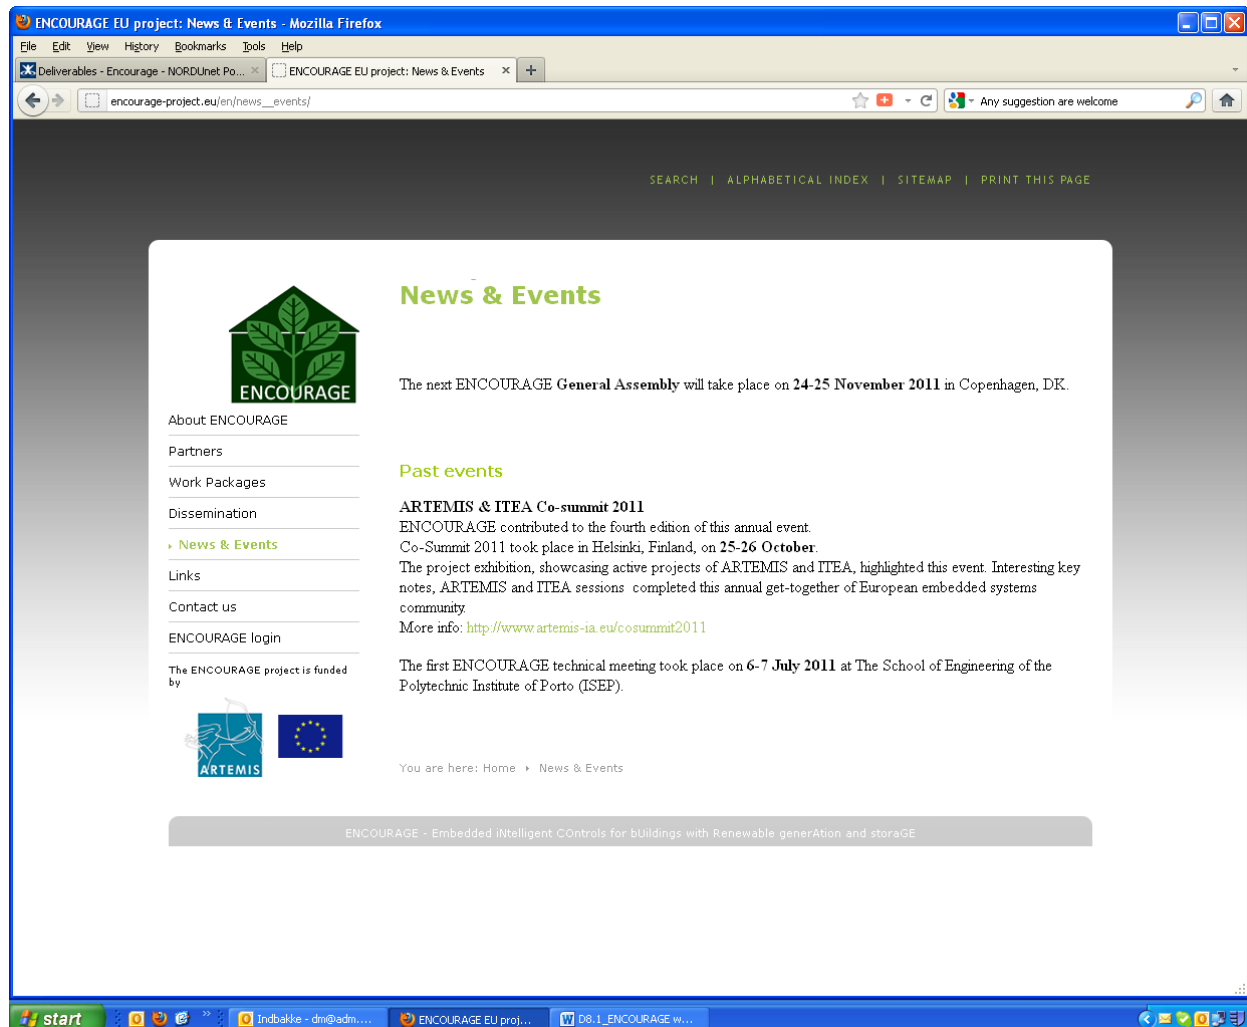 ENCOURAGE EU project: News & Events - Mozilla Firefox
File Edit View History Bookmarks Tools Help
Deliverables - Encourage - NORDUnet Po... ENCOURAGE EU project: News & Events
encourage-project.eu/en/news__events/ Any suggestion are welcome
SEARCH | ALPHABETICAL INDEX | SITEMAP | PRINT THIS PAGE
ENCOURAGE
About ENCOURAGE
Partners
Work Packages
Dissemination
News & Events
Links
Contact us
ENCOURAGE login
The ENCOURAGE project is funded
by
ARTEMIS
News & Events
The next ENCOURAGE General Assembly will take place on 24-25 November 2011 in Copenhagen, DK.
Past events
ARTEMIS & ITEA Co-summit 2011
ENCOURAGE contributed to the fourth edition of this annual event.
Co-Summit 2011 took place in Helsinki, Finland, on 25-26 October.
The project exhibition, showcasing active projects of ARTEMIS and ITEA, highlighted this event. Interesting key
notes, ARTEMIS and ITEA sessions completed this annual get-together of European embedded systems
community.
More info: http://www.artemis-ia.eu/cosummit2011
The first ENCOURAGE technical meeting took place on 6-7 July 2011 at The School of Engineering of the
Polytechnic Institute of Porto (ISEP).
You are here: Home News & Events
ENCOURAGE - Embedded iNtelligent COntrols for bUildings with Renewable generAtion and storaGE
start Indbakke - dm@adm.... ENCOURAGE EU proj... D8.1_ENCOURAGE w...